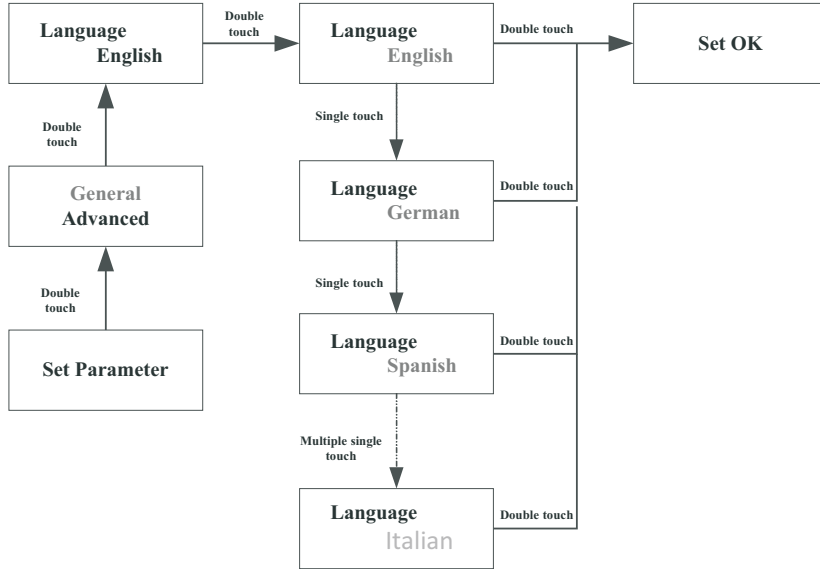 Language
English
Double
touch
Language
English
Double touch
Set OK
Double
touch
Single touch
General
Advanced
Language
German
Double touch
Double
touch
Single touch
Set Parameter
Language
Spanish
Double touch
Multiple single
touch
Language
Italian
Double touch